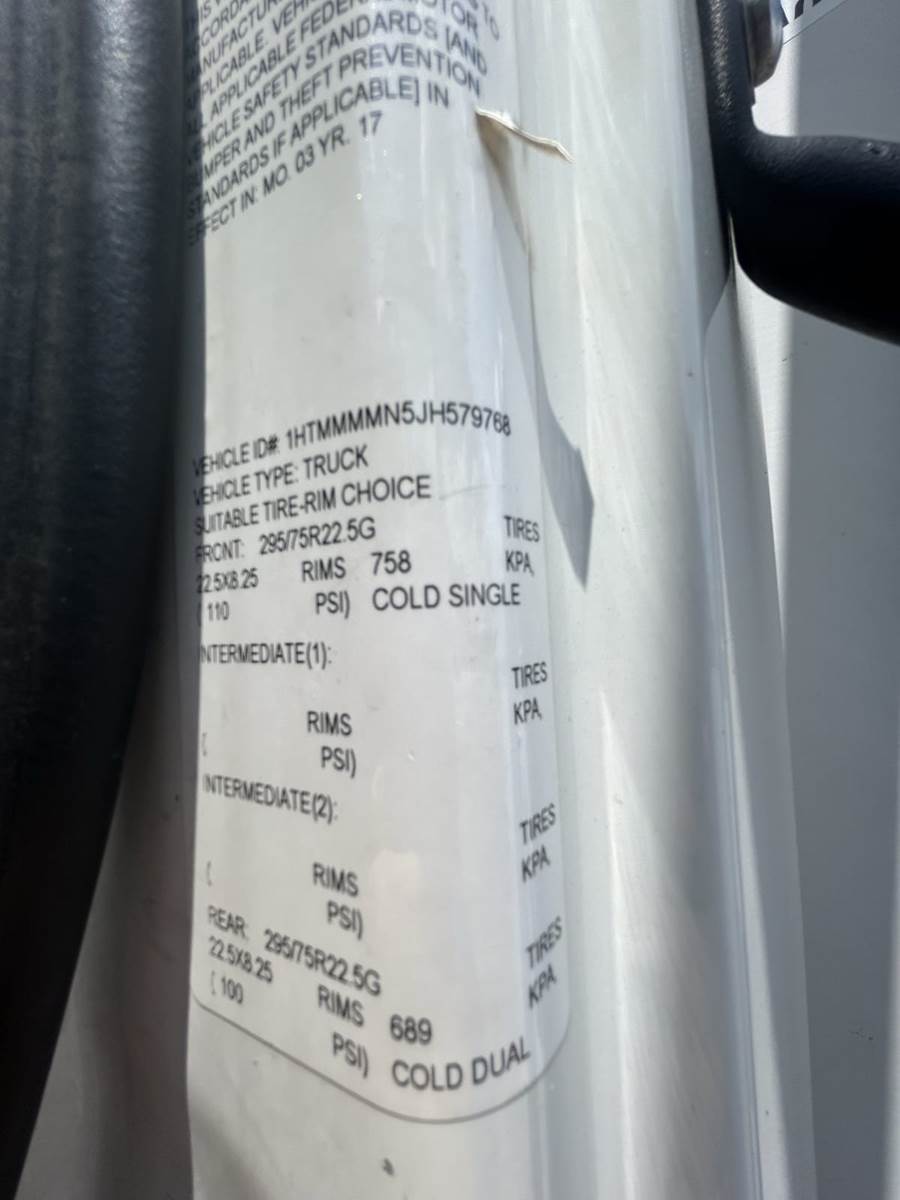 MANUFACTUR
APPLICABLE. VEH
APPLICABLE FEDERAL MOTOR
VEHICLE SAFETY STANDARDS [AND
AND THEFT PREVENTION
STANDARDS IF APPLICABLE] IN
EFFECT IN: MO. 03 YR. 17
VEHICLE ID#: 1HTMMMMN5JH579768
VEHICLE TYPE: TRUCK
SUITABLE TIRE-RIM CHOICE
FRONT: 295/75R22.5G TIRES
22.5X8.25 RIMS 758 KPA
( 110 PSI) COLD SINGLE
INTERMEDIATE(1):
TIRES
RIMS KPA
( PSI)
INTERMEDIATE(2):
TIRES
RIMS KPA
( PSI)
REAR: 295/75R22.5G TIRES
22.5X8.25 RIMS 689 KPA
( 100 PSI) COLD DUAL